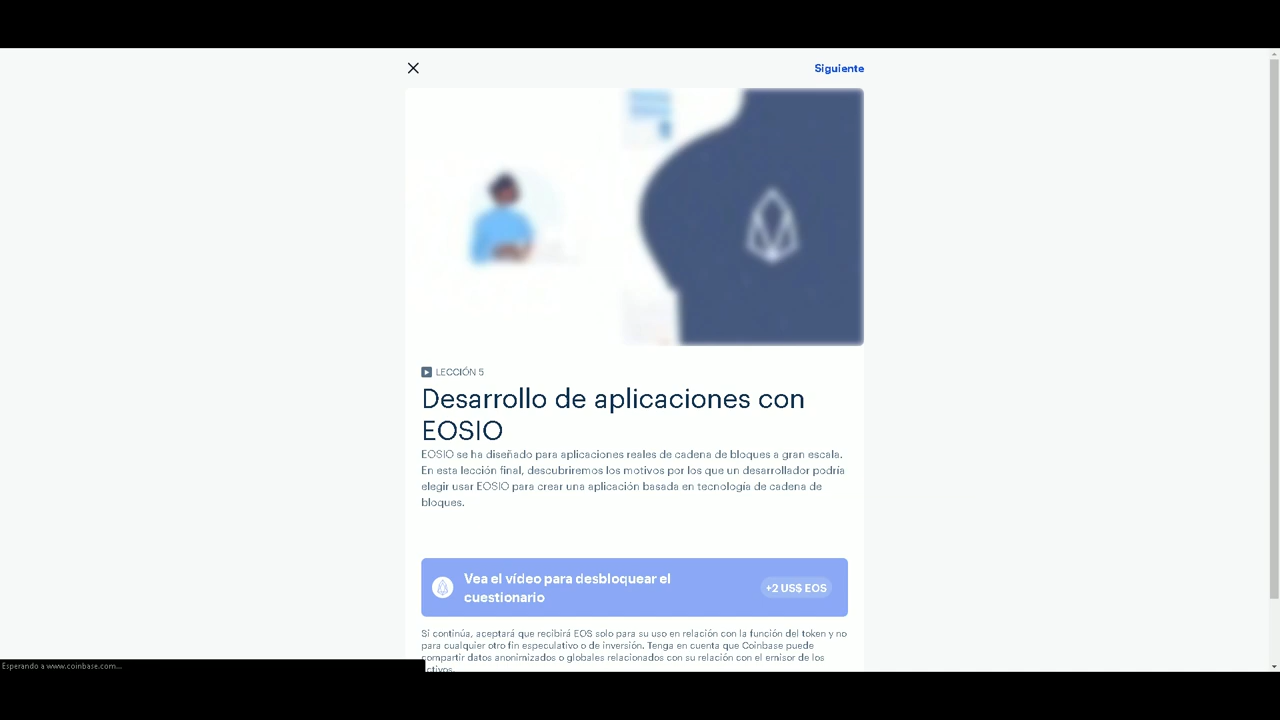 Siguiente
LECCIÓN 5
Desarrollo de aplicaciones con
EOSIO
EOSIO se ha diseñado para aplicaciones reales de cadena de bloques a gran escala.
En esta lección final, descubriremos los motivos por los que un desarrollador podría
elegir usar EOSIO para crear una aplicación basada en tecnología de cadena de
bloques.
Vea el vídeo para desbloquear el
cuestionario
+2 US$ EOS
Si continúa, aceptará que recibirá EOS solo para su uso en relación con la función del token y no
para cualquier otro fin especulativo o de inversión. Tenga en cuenta que Coinbase puede
compartir datos anonimizados o globales relacionados con su relación con el emisor de los
activos.
Esperando a www.coinbase.com...